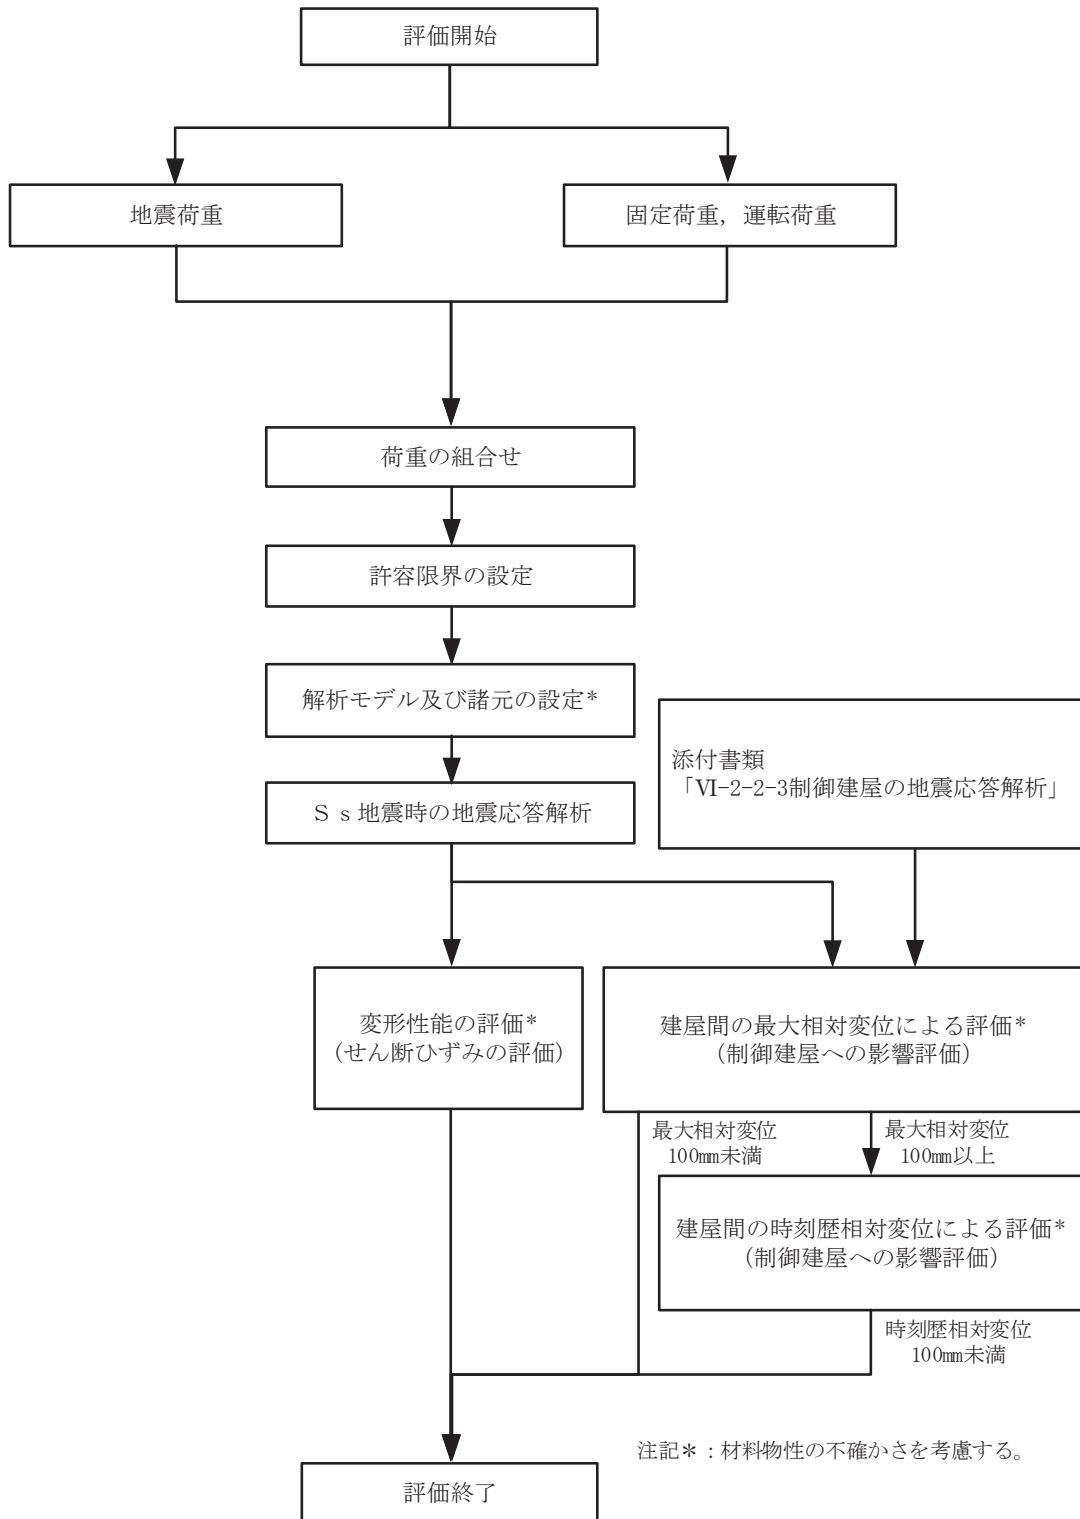 評価開始
地震荷重
固定荷重，運転荷重
荷重の組合せ
許容限界の設定
解析モデル及び諸元の設定*
Ｓｓ地震時の地震応答解析
添付書類
「Ⅵ-2-2-3制御建屋の地震応答解析」
変形性能の評価*
（せん断ひずみの評価）
建屋間の最大相対変位による評価*
（制御建屋への影響評価）
最大相対変位
100mm未満
最大相対変位
100mm以上
建屋間の時刻歴相対変位による評価*
（制御建屋への影響評価）
時刻歴相対変位
100mm未満
注記＊：材料物性の不確かさを考慮する。
評価終了